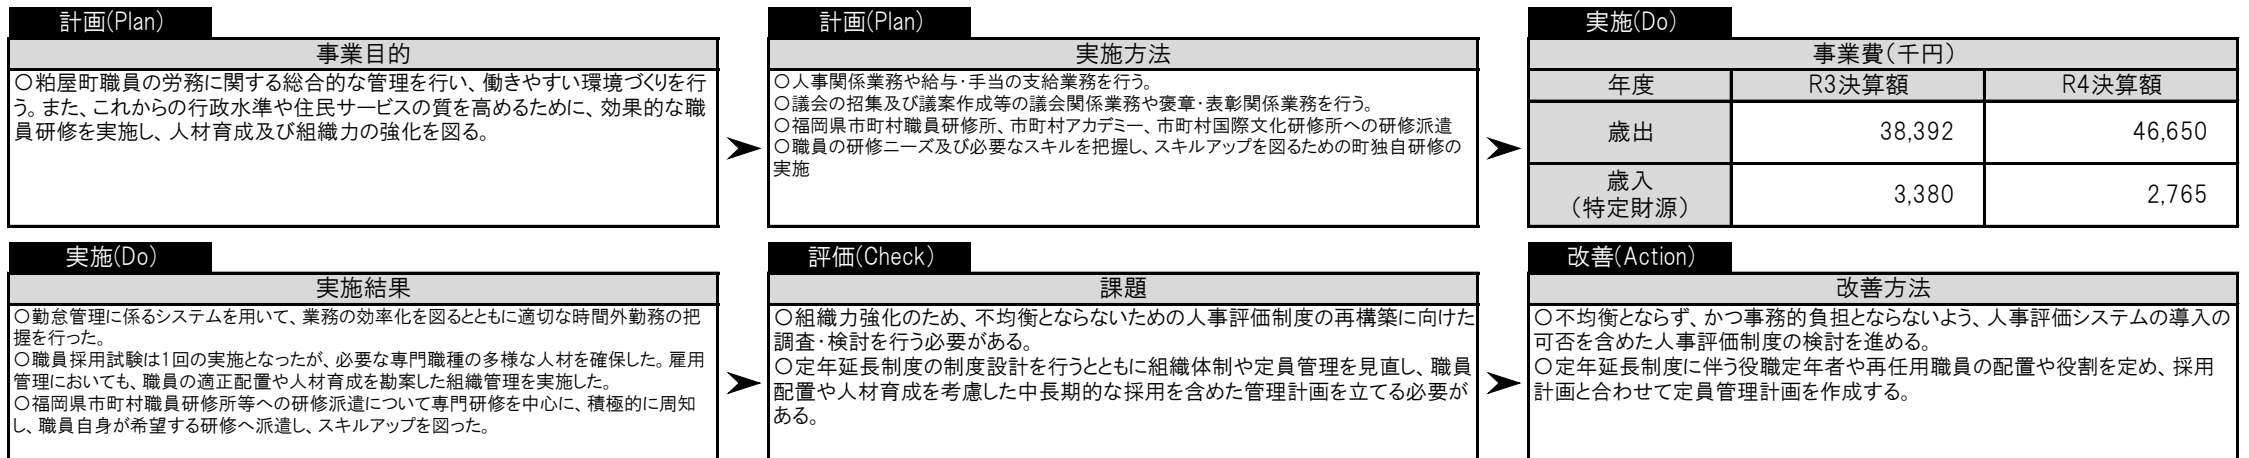 計画(Plan)
事業目的
○粕屋町職員の労務に関する総合的な管理を行い、働きやすい環境づくりを行
う。また、これからの行政水準や住民サービスの質を高めるために、効果的な職
員研修を実施し、人材育成及び組織力の強化を図る。
計画(Plan)
実施方法
○人事関係業務や給与・手当の支給業務を行う。
○議会の招集及び議案作成等の議会関係業務や褒章・表彰関係業務を行う。
○福岡県市町村職員研修所、市町村アカデミー、市町村国際文化研修所への研修派遣
○職員の研修ニーズ及び必要なスキルを把握し、スキルアップを図るための町独自研修の
実施
実施(Do)
事業費(千円)
年度 R3決算額 R4決算額
歳出 38,392 46,650
歳入
(特定財源) 3,380 2,765
実施(Do)
実施結果
○勤怠管理に係るシステムを用いて、業務の効率化を図るとともに適切な時間外勤務の把
握を行った。
○職員採用試験は1回の実施となったが、必要な専門職種の多様な人材を確保した。雇用
管理においても、職員の適正配置や人材育成を勘案した組織管理を実施した。
○福岡県市町村職員研修所等への研修派遣について専門研修を中心に、積極的に周知
し、職員自身が希望する研修へ派遣し、スキルアップを図った。
評価(Check)
課題
○組織力強化のため、不均衡とならないための人事評価制度の再構築に向けた
調査・検討を行う必要がある。
○定年延長制度の制度設計を行うとともに組織体制や定員管理を見直し、職員
配置や人材育成を考慮した中長期的な採用を含めた管理計画を立てる必要が
ある。
改善(Action)
改善方法
○不均衡とならず、かつ事務的負担とならないよう、人事評価システムの導入の
可否を含めた人事評価制度の検討を進める。
○定年延長制度に伴う役職定年者や再任用職員の配置や役割を定め、採用
計画と合わせて定員管理計画を作成する。